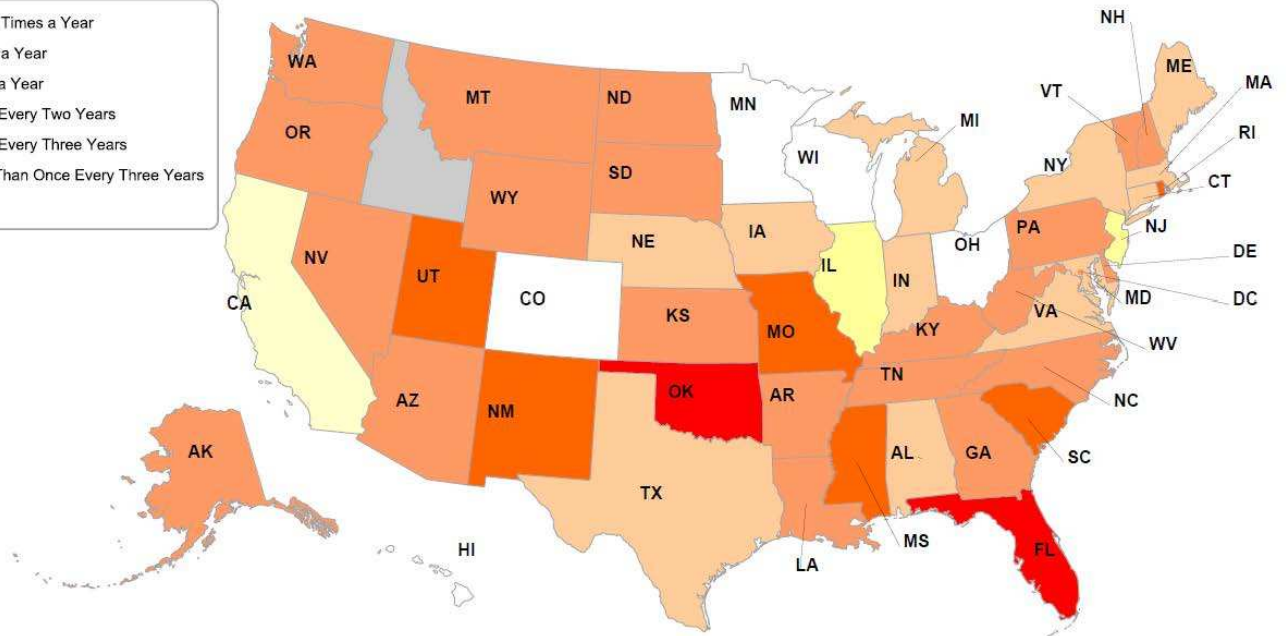 Times a Year
a Year
a Year
Every Two Years
Every Three Years
Than Once Every Three Years
NH
WA
ME
MT
ND
MN
VT
MA
OR
MI
RI
WI
NY
SD
CT
WY
IA
PA
NJ
NE
OH
NV
IL
IN
DE
UT
CO
MD
DC
CA
VA
KS
MO
KY
WV
TN
AZ
NM
OK
AR
NC
AK
AL
GA
SC
TX
HI
MS
FL
LA